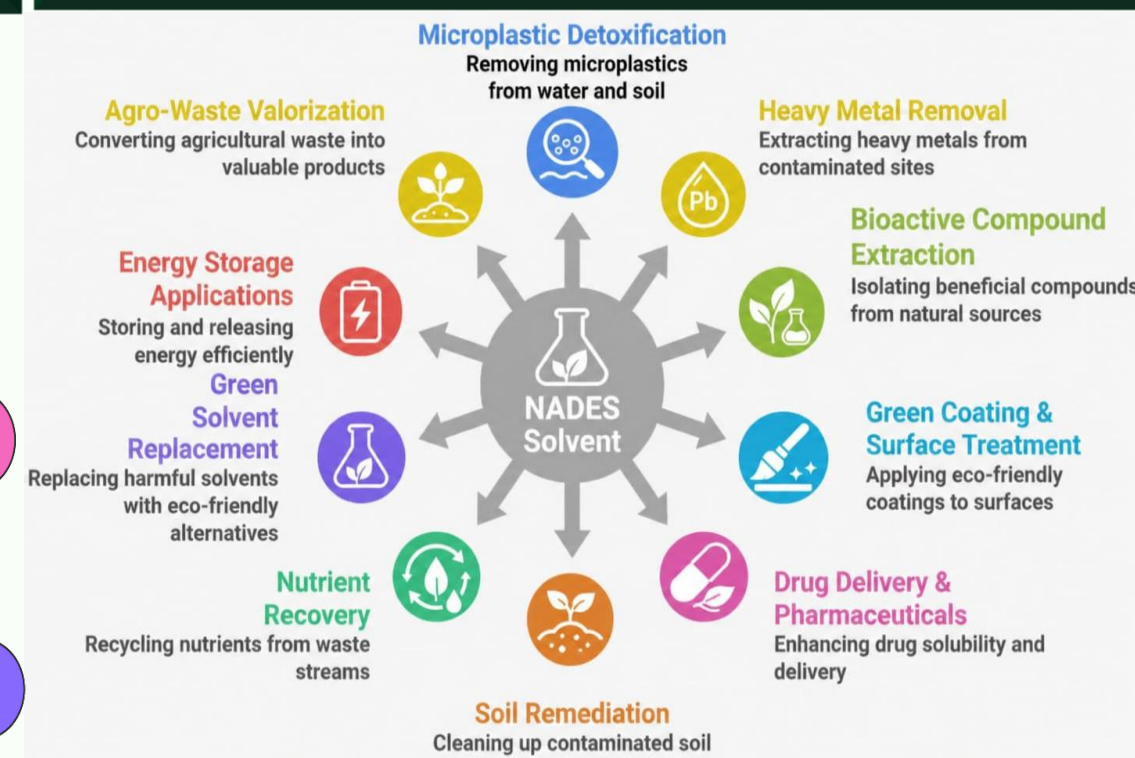 Microplastic Detoxification
Removing microplastics
from water and soil
Agro-Waste Valorization
Converting agricultural waste into
valuable products
Heavy Metal Removal
Extracting heavy metals from
contaminated sites
Pb
Bioactive Compound
Extraction
Isolating beneficial compounds
from natural sources
Energy Storage
Applications
Storing and releasing
energy efficiently
NADES
Solvent
Green
Solvent
Replacement
Replacing harmful solvents
with eco-friendly
alternatives
Green Coating &
Surface Treatment
Applying eco-friendly
coatings to surfaces
Nutrient
Recovery
Recycling nutrients from waste
streams
Drug Delivery &
Pharmaceuticals
Enhancing drug solubility and
delivery
Soil Remediation
Cleaning up contaminated soil